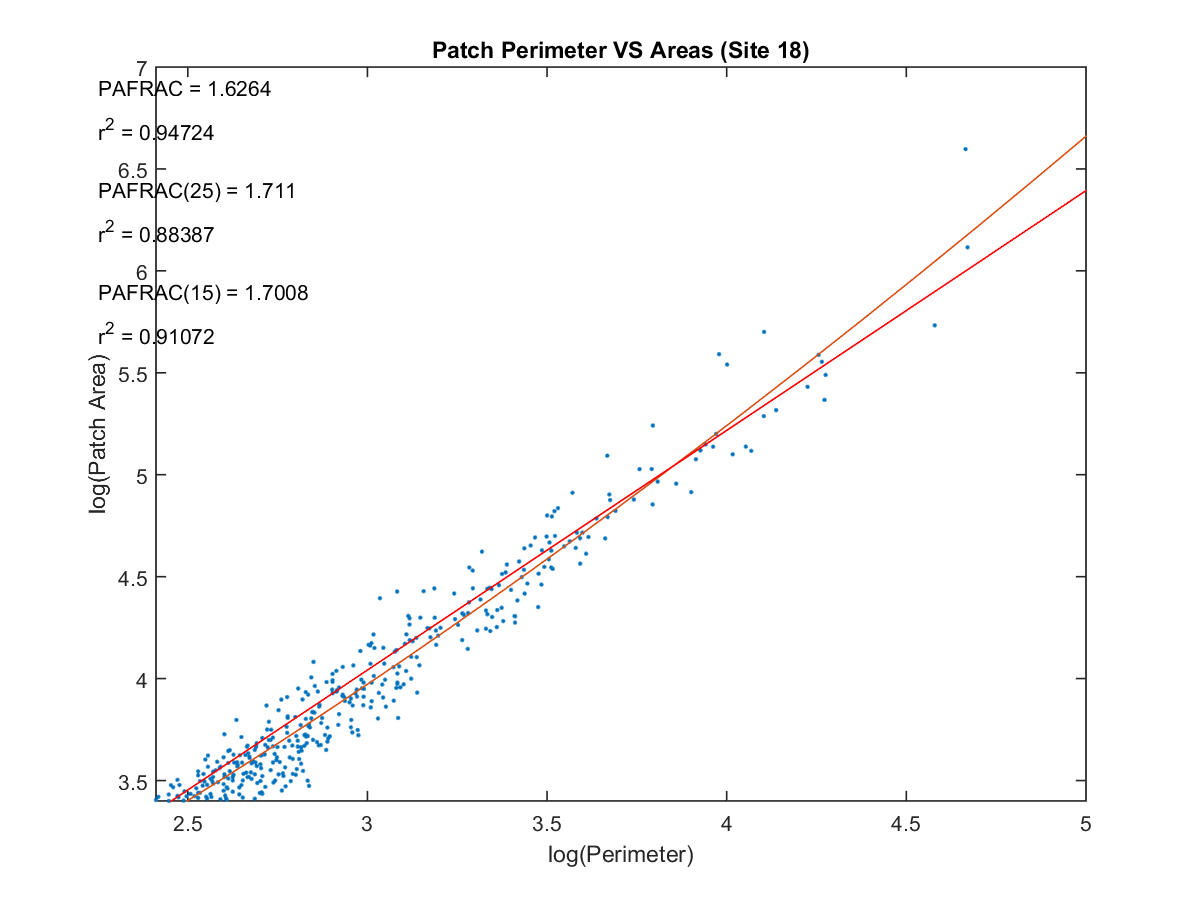 Patch Perimeter VS Areas (Site 18)
7
PAFRAC = 1.6264
r2 = 0.94724
6.5
PAFRAC(25) = 1.711
r2 = 0.88387
6
PAFRAC(15) = 1.7008
r2 = 0.91072
5.5
5
4.5
4
3.5
log(Patch Area)
2.5 3 3.5 4 4.5 5
log(Perimeter)